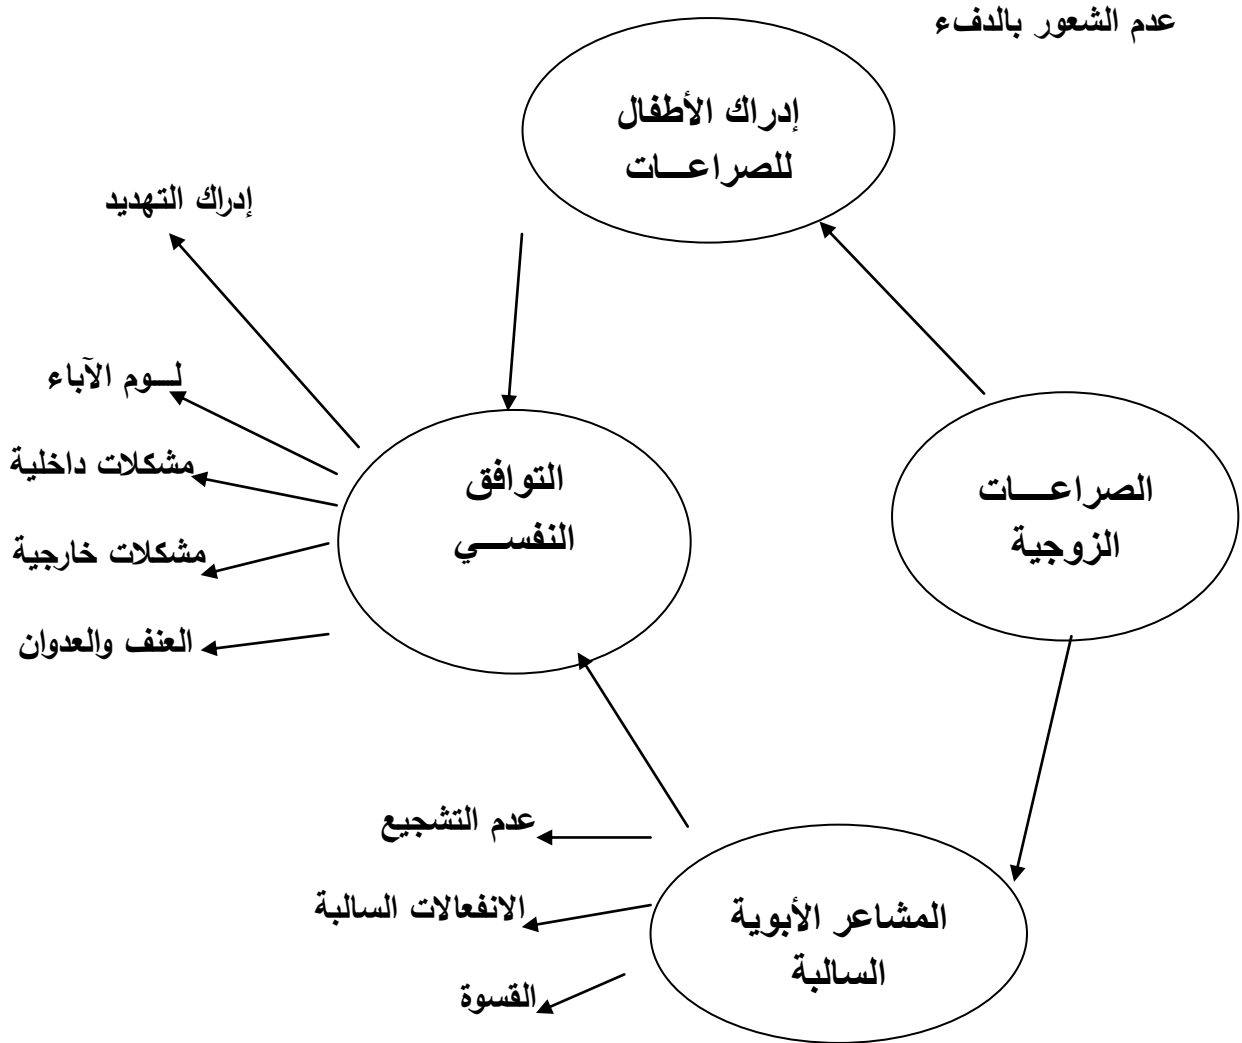 عدم الشعور بالدفء
إدراك الأطفال
للصراعـــات
إدراك التهديد
لـــوم الآباء
مشكلات داخلية
مشكلات خارجية
العنف والعدوان
التوافق
النفســـي
الصراعـــات
الزوجية
عدم التشجيع
الانفعالات السالبة
القسوة
المشاعر الأبوية
السالبة